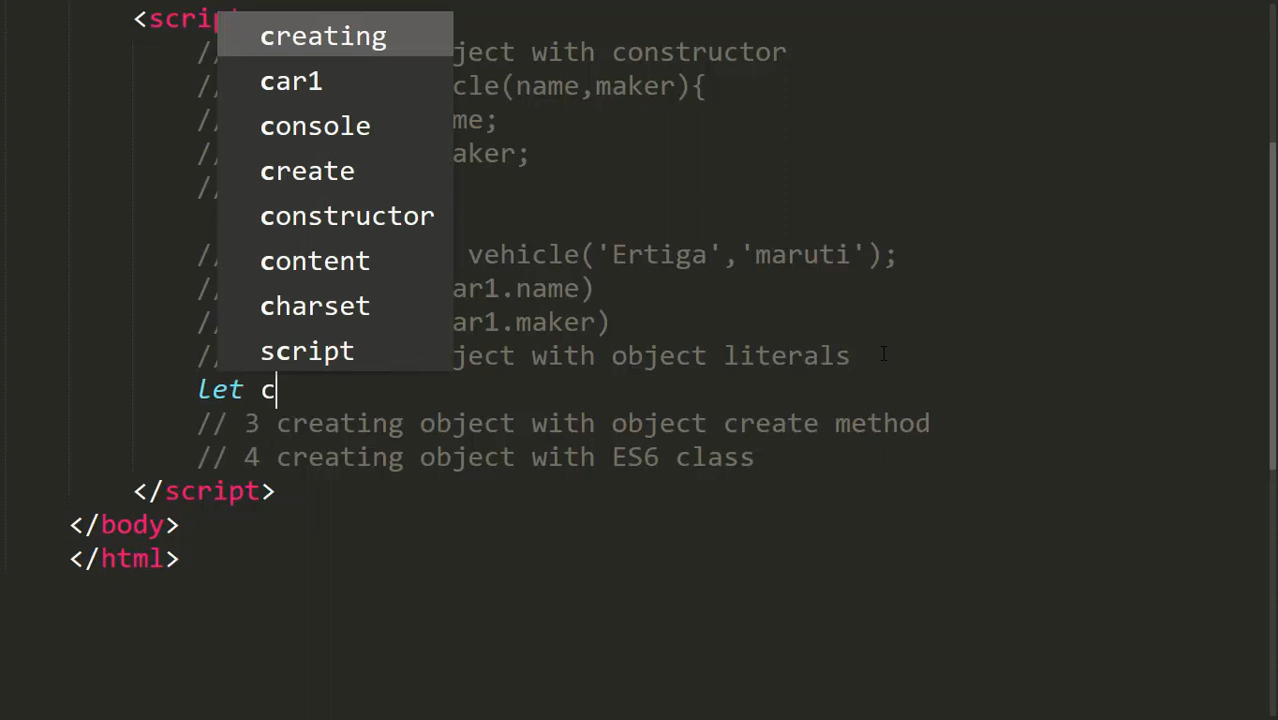 <scrip
creating
// ject with constructor
car1
// cle(name,maker){
console
// me;
// aker;
create
//
constructor
// vehicle('Ertiga','maruti');
content
// ar1.name)
charset
// ar1.maker)
script
// ject with object literals
let c
// 3 creating object with object create method
// 4 creating object with ES6 class
</script>
</body>
</html>